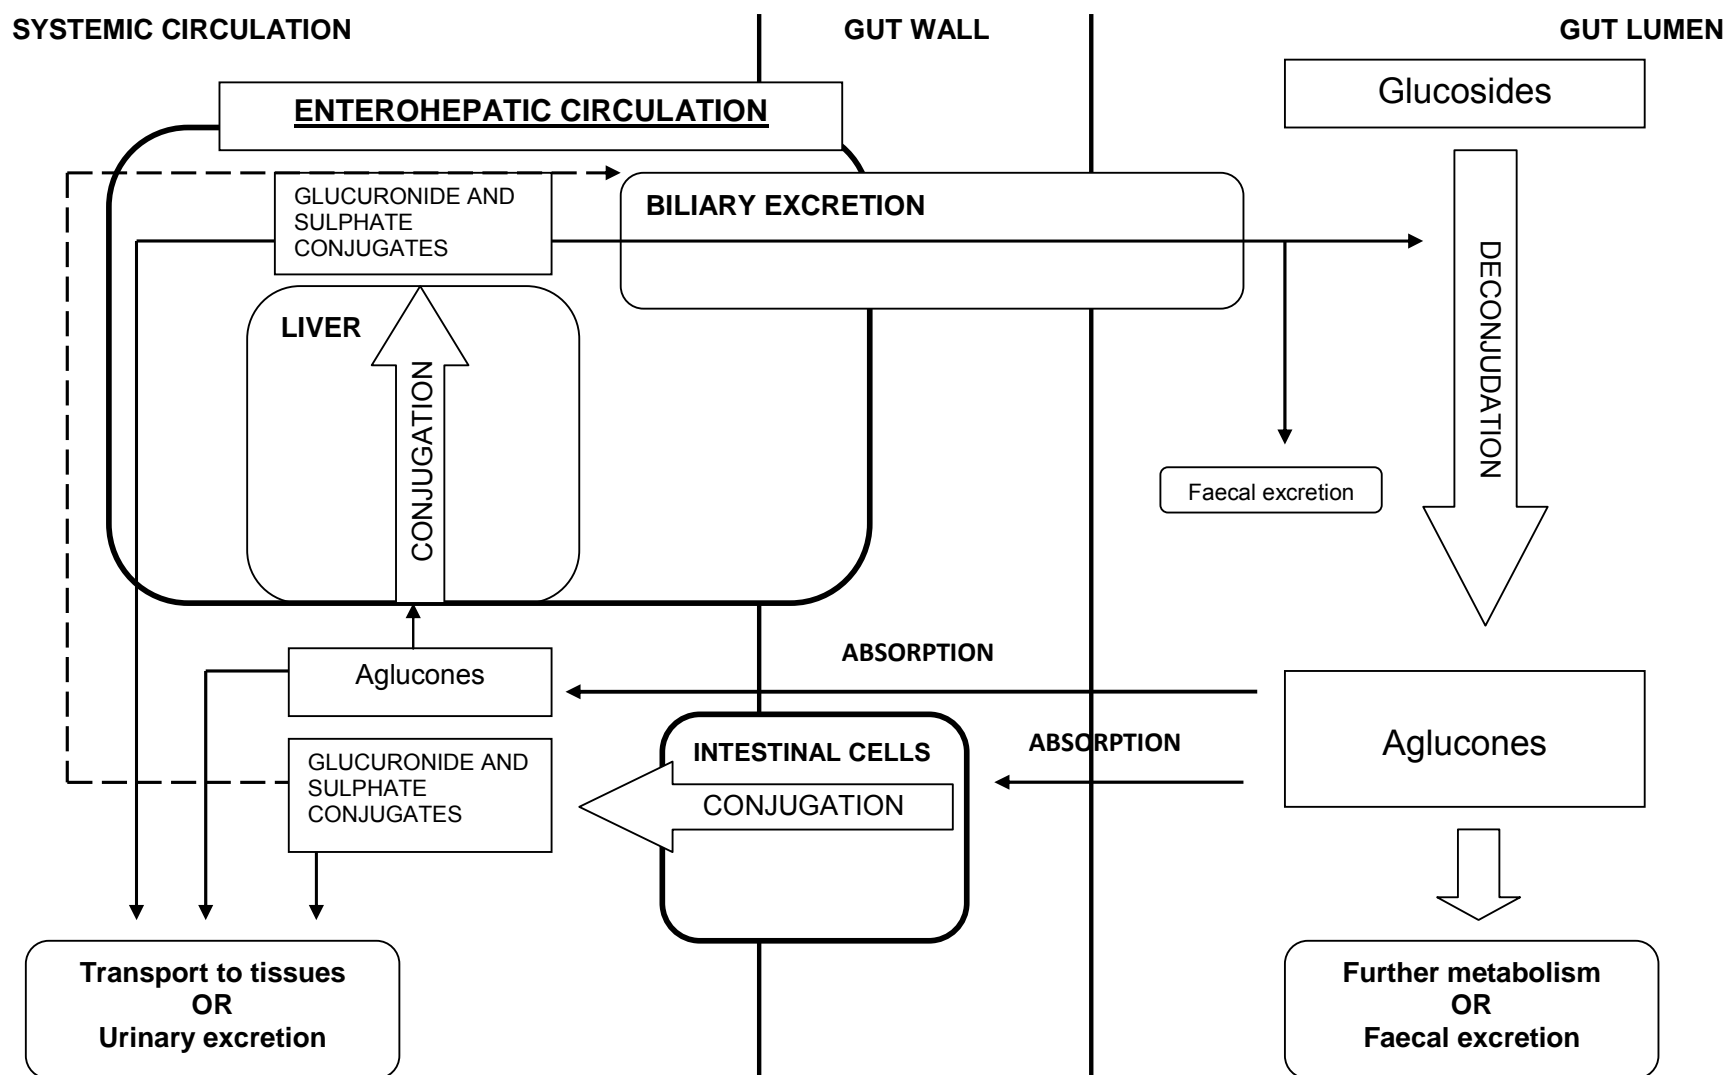 SYSTEMIC CIRCULATION
GUT WALL
GUT LUMEN
ENTEROHEPATIC CIRCULATION
Glucosides
GLUCURONIDE AND
SULPHATE
CONJUGATES
BILIARY EXCRETION
DECONJUDATION
LIVER
CONJUGATION
Faecal excretion
Aglucones
ABSORPTION
Aglucones
GLUCURONIDE AND
SULPHATE
CONJUGATES
INTESTINAL CELLS
CONJUGATION
ABSORPTION
Transport to tissues
OR
Urinary excretion
Further metabolism
OR
Faecal excretion